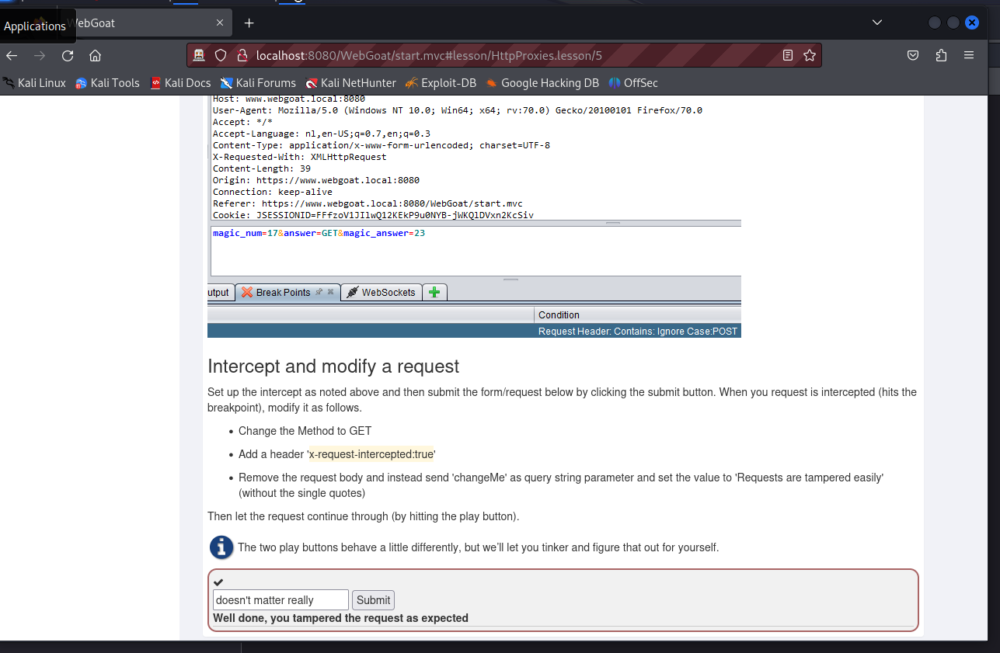 Applications
WebGoat
localhost:8080/WebGoat/start.mvc#lesson/HttpProxies.lesson/5
Kali Linux Kali Tools Kali Docs Kali Forums Kali NetHunter Exploit-DB Google Hacking DB OffSec
Host: www.webgoat.local:8080
User-Agent: Mozilla/5.0 (Windows NT 10.0; Win64; x64; rv:70.0) Gecko/20100101 Firefox/70.0
Accept: */*
Accept-Language: nl,en-US;q=0.7,en;q=0.3
Content-Type: application/x-www-form-urlencoded; charset=UTF-8
X-Requested-With: XMLHttpRequest
Content-Length: 39
Origin: https://www.webgoat.local:8080
Connection: keep-alive
Referer: https://www.webgoat.local:8080/WebGoat/start.mvc
Cookie: JSESSIONID=FFfzoV1JIlwQ12KEkP9u0NYB-jWKQlDVxn2KcSiv
magic_num=17&answer=GET&magic_answer=23
utput Break Points WebSockets
Condition
Request Header: Contains: Ignore Case:POST
Intercept and modify a request
Set up the intercept as noted above and then submit the form/request below by clicking the submit button. When you request is intercepted (hits the
breakpoint), modify it as follows.
• Change the Method to GET
• Add a header 'x-request-intercepted:true'
• Remove the request body and instead send 'changeMe' as query string parameter and set the value to 'Requests are tampered easily'
(without the single quotes)
Then let the request continue through (by hitting the play button).
The two play buttons behave a little differently, but we’ll let you tinker and figure that out for yourself.
doesn't matter really Submit
Well done, you tampered the request as expected